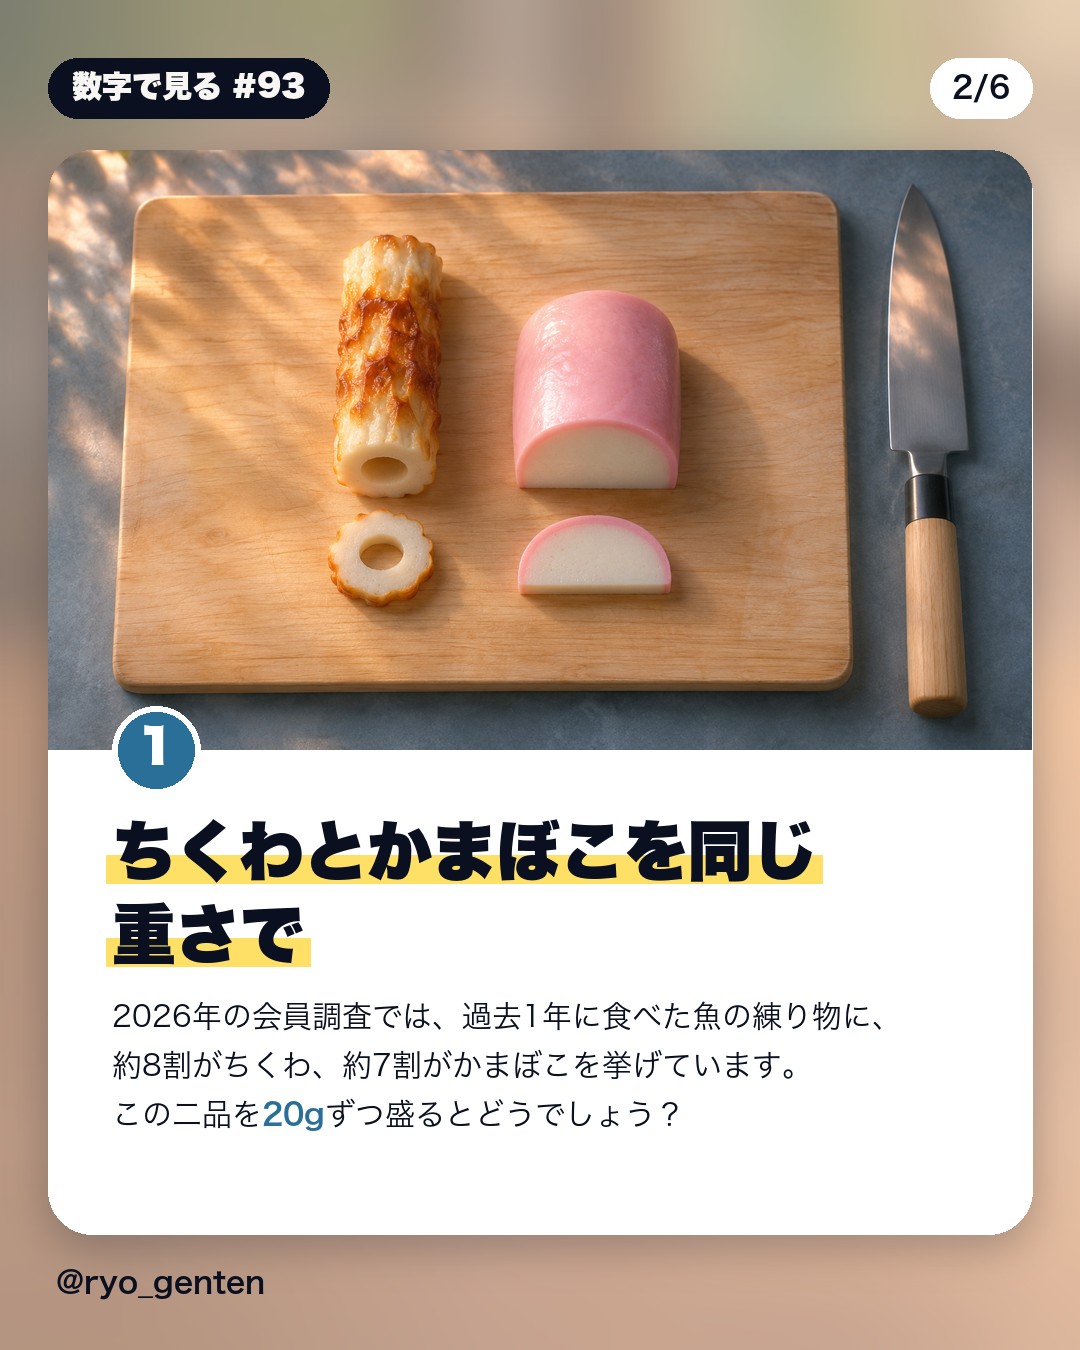 数字で見る #93
2/6
1
ちくわとかまぼこを同じ
重さで
2026年の会員調査では、過去1年に食べた魚の練り物に、
約8割がちくわ、約7割がかまぼこを挙げています。
この二品を20gずつ盛るとどうでしょう？
@ryo_genten